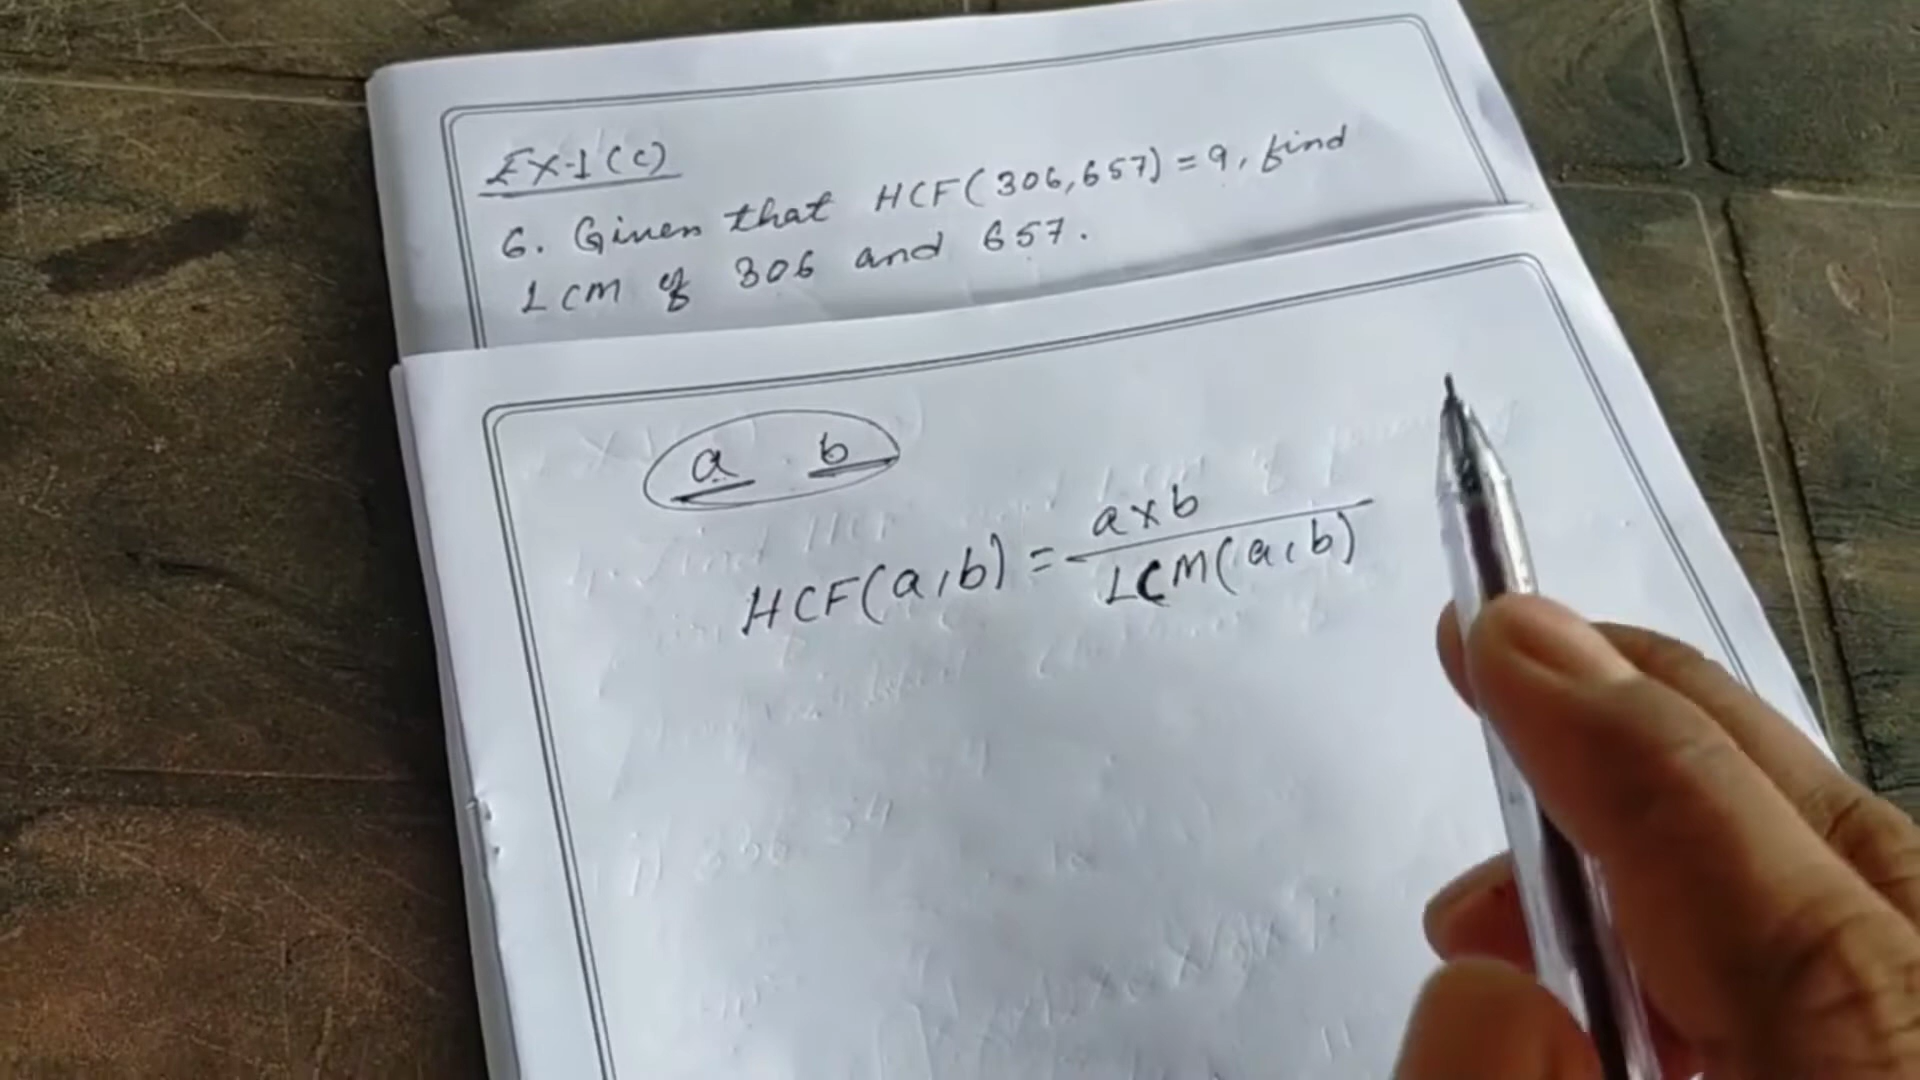 EX-1(c)
6. Given that HCF(306,657)=9, find
LCM of 306 and 657.
a b
HCF(a,b) = a×b / LCM(a,b)